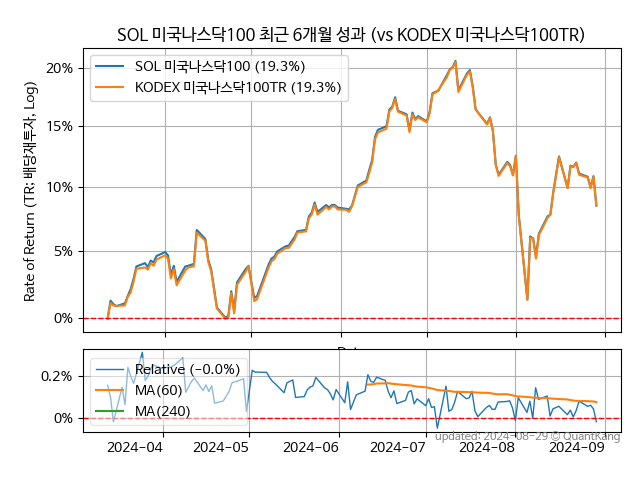 SOL 미국나스닥100 최근 6개월 성과 (vs KODEX 미국나스닥100TR)
SOL 미국나스닥100 (19.3%)
KODEX 미국나스닥100TR (19.3%)
20%
15%
10%
5%
0%
Rate of Return (TR: 배당재투자, Log)
Relative (−0.0%)
MA(60)
MA(240)
0.2%
0%
2024-04
2024-05
2024-06
2024-07
2024-08
2024-09
updated: 2024-08-29 © QuantKang